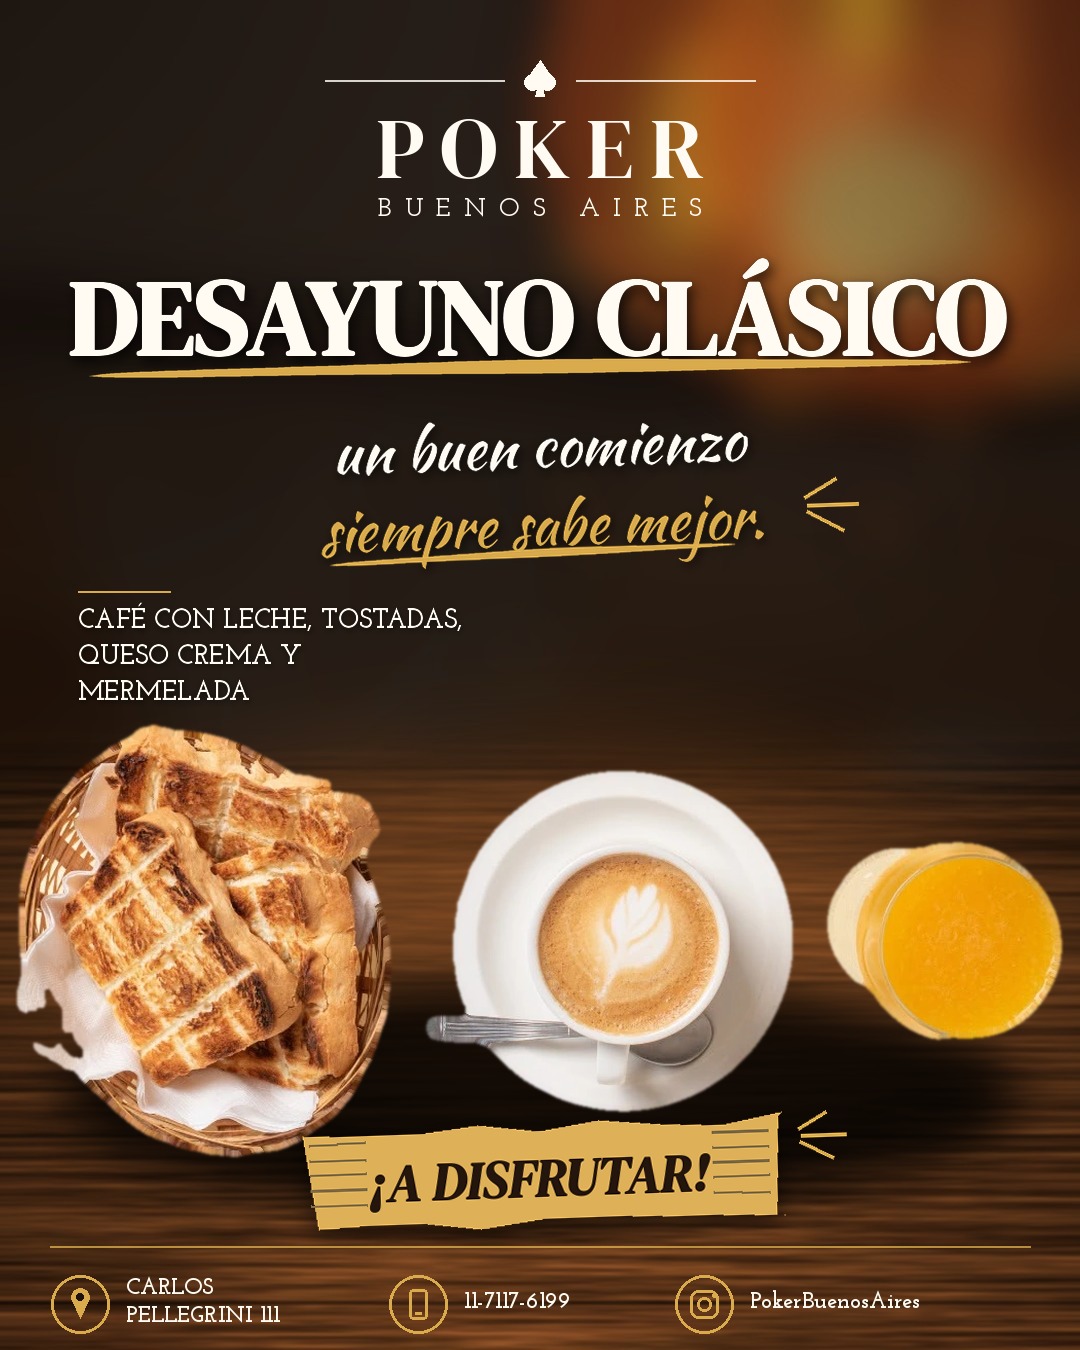 POKER
BUENOS AIRES
DESAYUNO CLÁSICO
un buen comienzo
siempre sabe mejor.
CAFÉ CON LECHE, TOSTADAS,
QUESO CREMA Y
MERMELADA
¡A DISFRUTAR!
CARLOS
PELLEGRINI 111
11-7117-6199
PokerBuenosAires